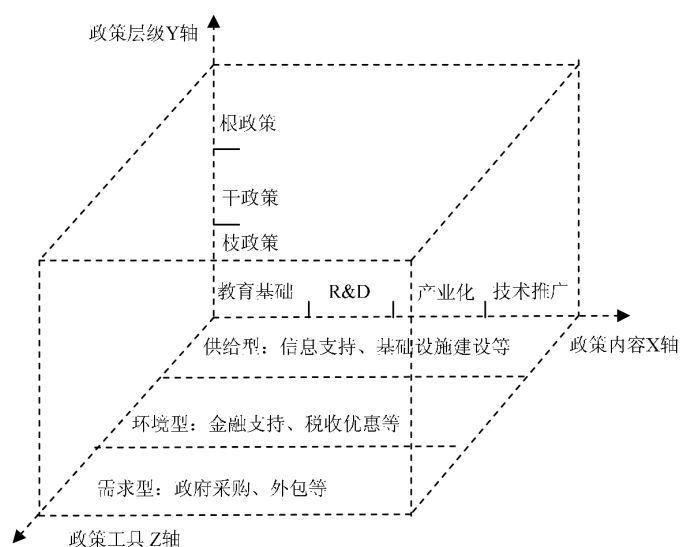 政策层级Y轴
根政策
干政策
枝政策
教育基础 R&D 产业化 技术推广
供给型：信息支持、基础设施建设等
政策内容X轴
环境型：金融支持、税收优惠等
需求型：政府采购、外包等
政策工具 Z轴